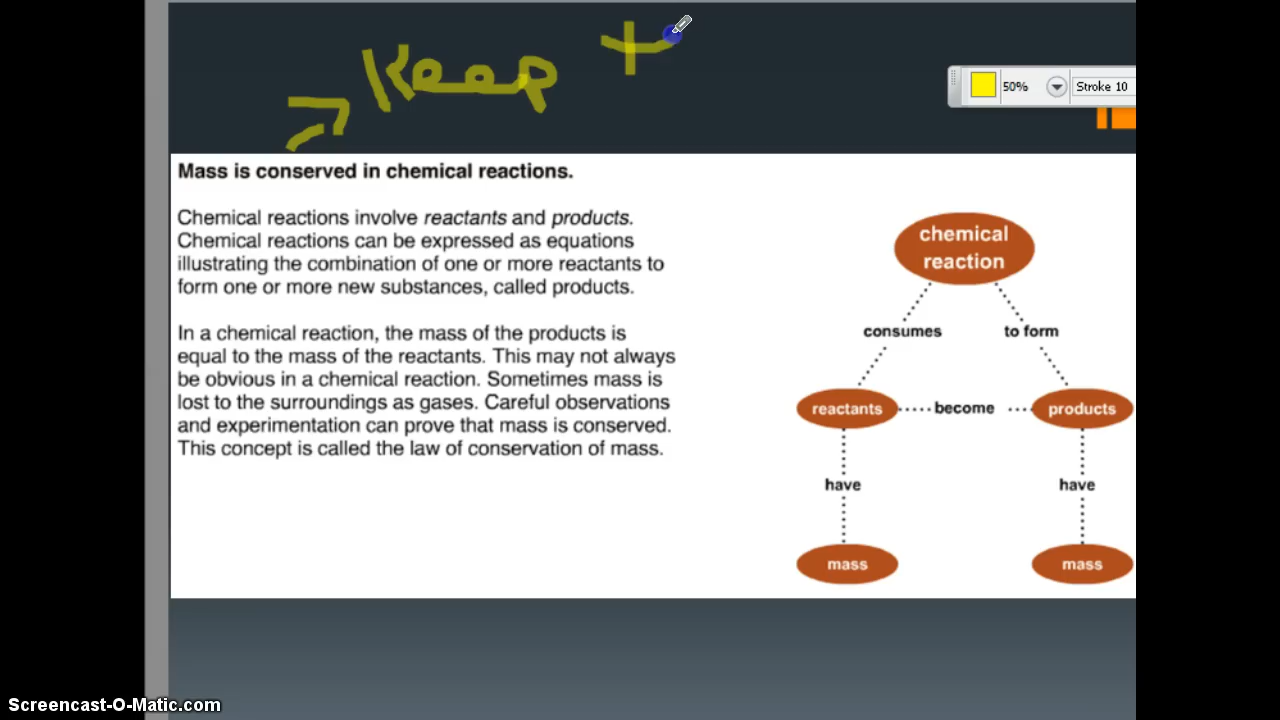 Keep t
50%
Stroke 10
Mass is conserved in chemical reactions.
Chemical reactions involve reactants and products.
Chemical reactions can be expressed as equations
illustrating the combination of one or more reactants to
form one or more new substances, called products.
In a chemical reaction, the mass of the products is
equal to the mass of the reactants. This may not always
be obvious in a chemical reaction. Sometimes mass is
lost to the surroundings as gases. Careful observations
and experimentation can prove that mass is conserved.
This concept is called the law of conservation of mass.
chemical
reaction
consumes
to form
reactants
become
products
have
have
mass
mass
Screencast-O-Matic.com